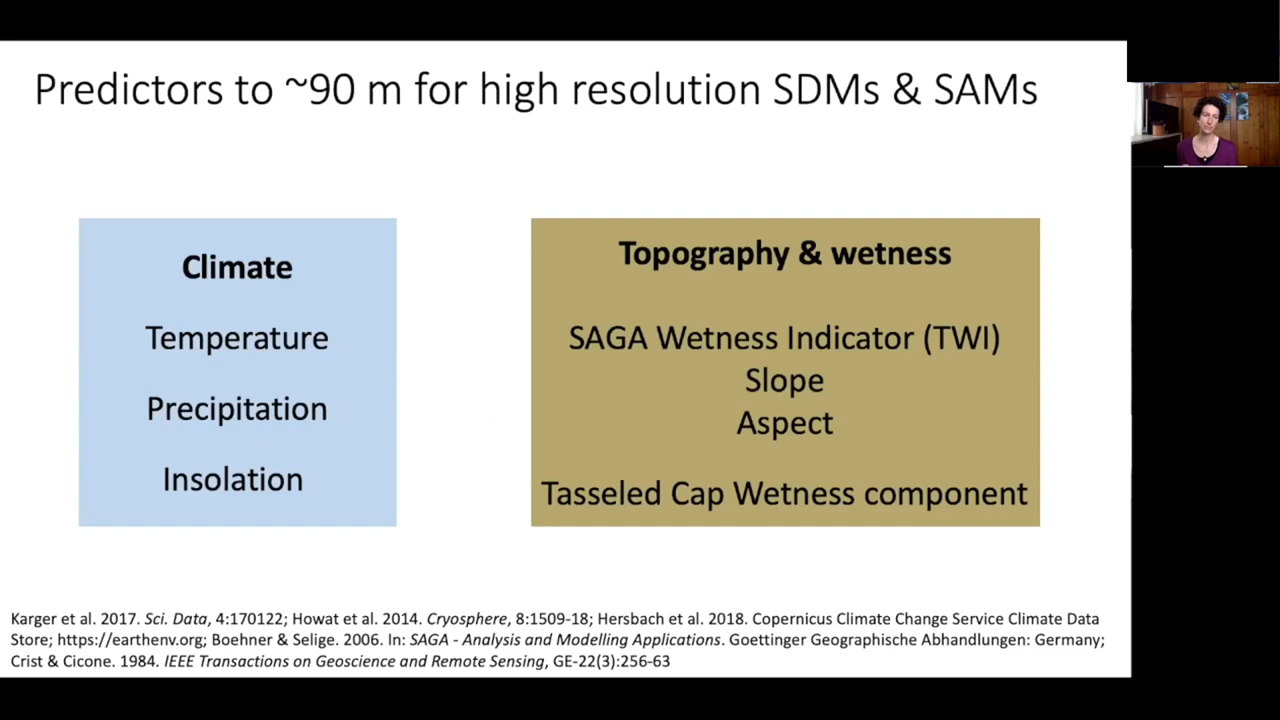 Predictors to ~90 m for high resolution SDMs & SAMs
Climate
Temperature
Precipitation
Insolation
Topography & wetness
SAGA Wetness Indicator (TWI)
Slope
Aspect
Tasseled Cap Wetness component
Karger et al. 2017. Sci. Data, 4:170122; Howat et al. 2014. Cryosphere, 8:1509-18; Hersbach et al. 2018. Copernicus Climate Change Service Climate Data
Store; https://earthenv.org; Boehner & Selige. 2006. In: SAGA - Analysis and Modelling Applications. Goettinger Geographische Abhandlungen: Germany;
Crist & Cicone. 1984. IEEE Transactions on Geoscience and Remote Sensing, GE-22(3):256-63